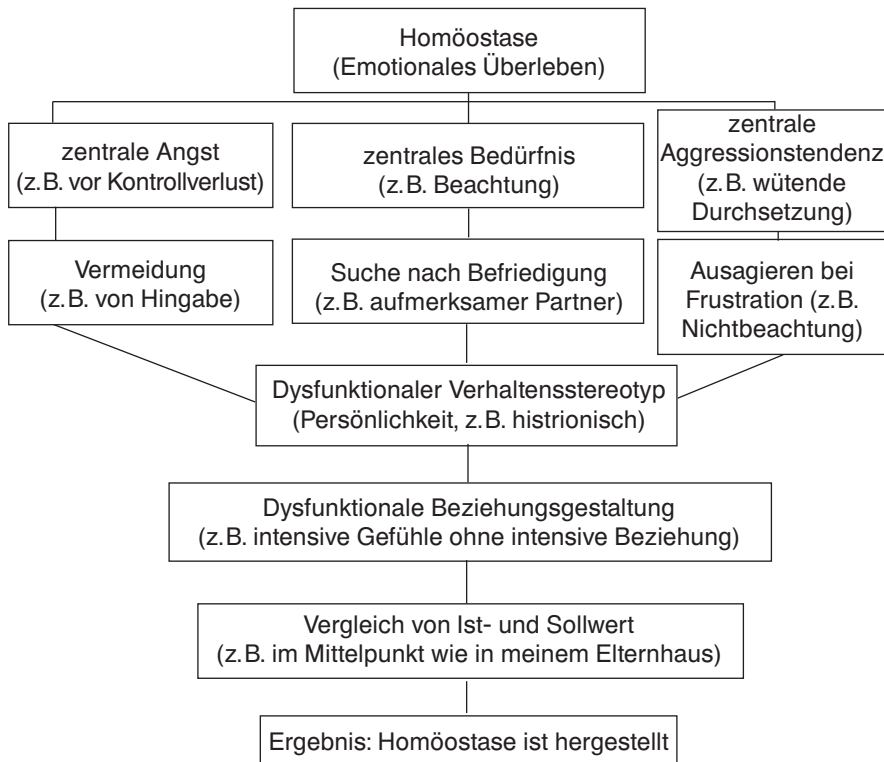 Homöostase
(Emotionales Überleben)
zentrale Angst
(z.B. vor Kontrollverlust)
zentrales Bedürfnis
(z.B. Beachtung)
zentrale
Aggressionstendenz
(z.B. wütende
Durchsetzung)
Vermeidung
(z.B. von Hingabe)
Suche nach Befriedigung
(z.B. aufmerksamer Partner)
Ausagieren bei
Frustration (z.B.
Nichtbeachtung)
Dysfunktionaler Verhaltensstereotyp
(Persönlichkeit, z.B. histrionisch)
Dysfunktionale Beziehungsgestaltung
(z.B. intensive Gefühle ohne intensive Beziehung)
Vergleich von Ist- und Sollwert
(z.B. im Mittelpunkt wie in meinem Elternhaus)
Ergebnis: Homöostase ist hergestellt